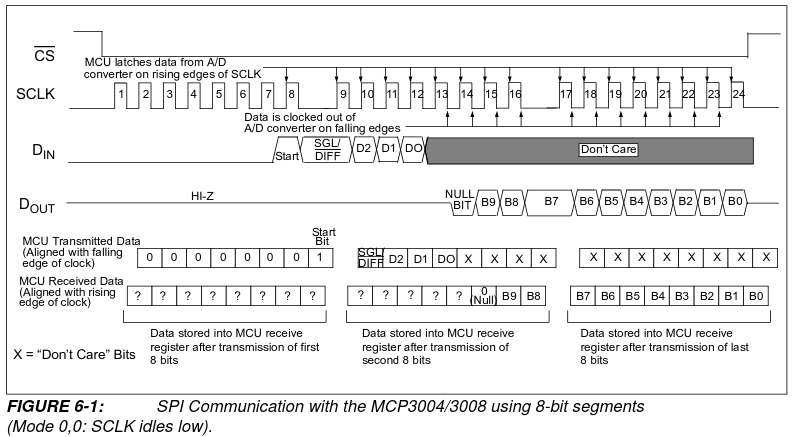 CS
MCU latches data from A/D
converter on rising edges of SCLK
SCLK
1 2 3 4 5 6 7 8 9 10 11 12 13 14 15 16 17 18 19 20 21 22 23 24
Data is clocked out of
A/D converter on falling edges
DIN
Start SGL/DIFF D2 D1 DO Don't Care
DOUT
HI-Z
NULL BIT B9 B8 B7 B6 B5 B4 B3 B2 B1 B0
Start
Bit
MCU Transmitted Data
(Aligned with falling
edge of clock)
0 0 0 0 0 0 0 1 SGL/DIFF D2 D1 DO X X X X X X X X X X X X
MCU Received Data
(Aligned with rising
edge of clock)
? ? ? ? ? ? ? ? ? ? ? ? ? 0 (Null) B9 B8 B7 B6 B5 B4 B3 B2 B1 B0
Data stored into MCU receive
register after transmission of first
8 bits
Data stored into MCU receive
register after transmission of
second 8 bits
Data stored into MCU receive
register after transmission of last
8 bits
X = “Don’t Care” Bits
FIGURE 6-1: SPI Communication with the MCP3004/3008 using 8-bit segments
(Mode 0,0: SCLK idles low).